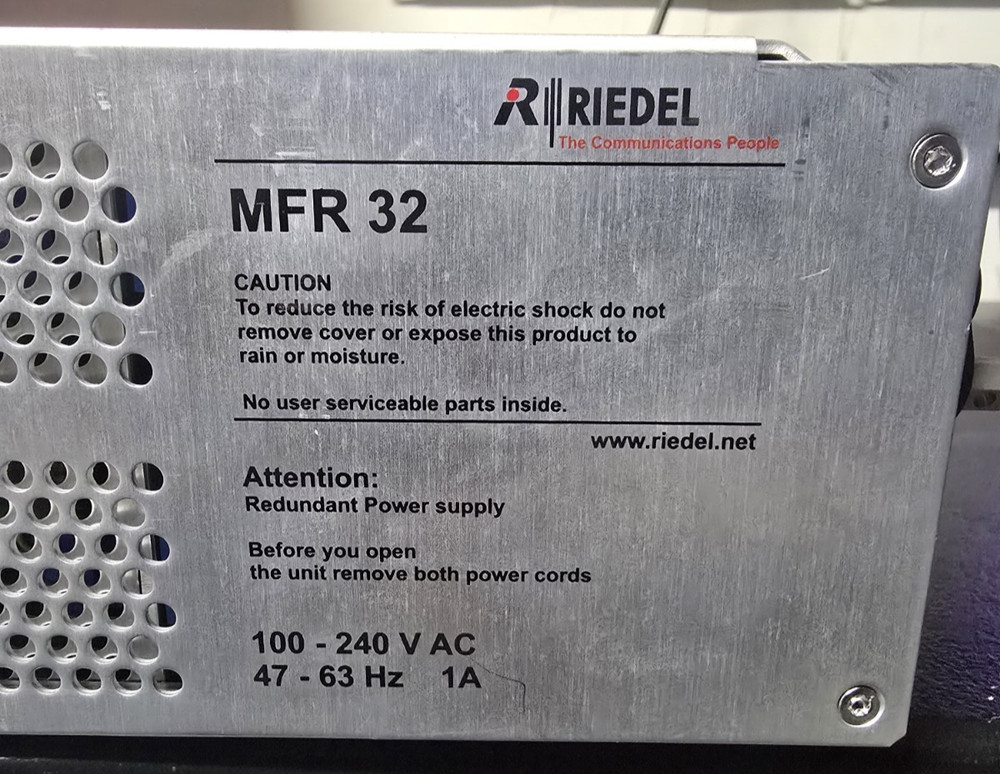 RIEDEL
The Communications People
MFR 32
CAUTION
To reduce the risk of electric shock do not
remove cover or expose this product to
rain or moisture.
No user serviceable parts inside.
www.riedel.net
Attention:
Redundant Power supply
Before you open
the unit remove both power cords
100 - 240 V AC
47 - 63 Hz 1A